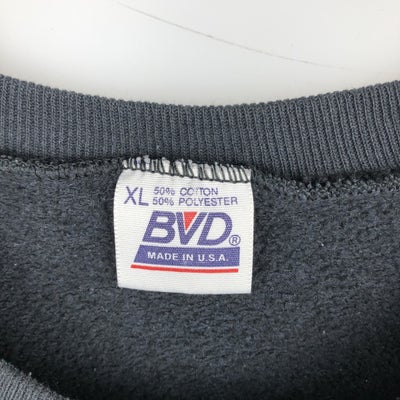 XL 50% COTTON
50% POLYESTER
BVD®
MADE IN U.S.A.